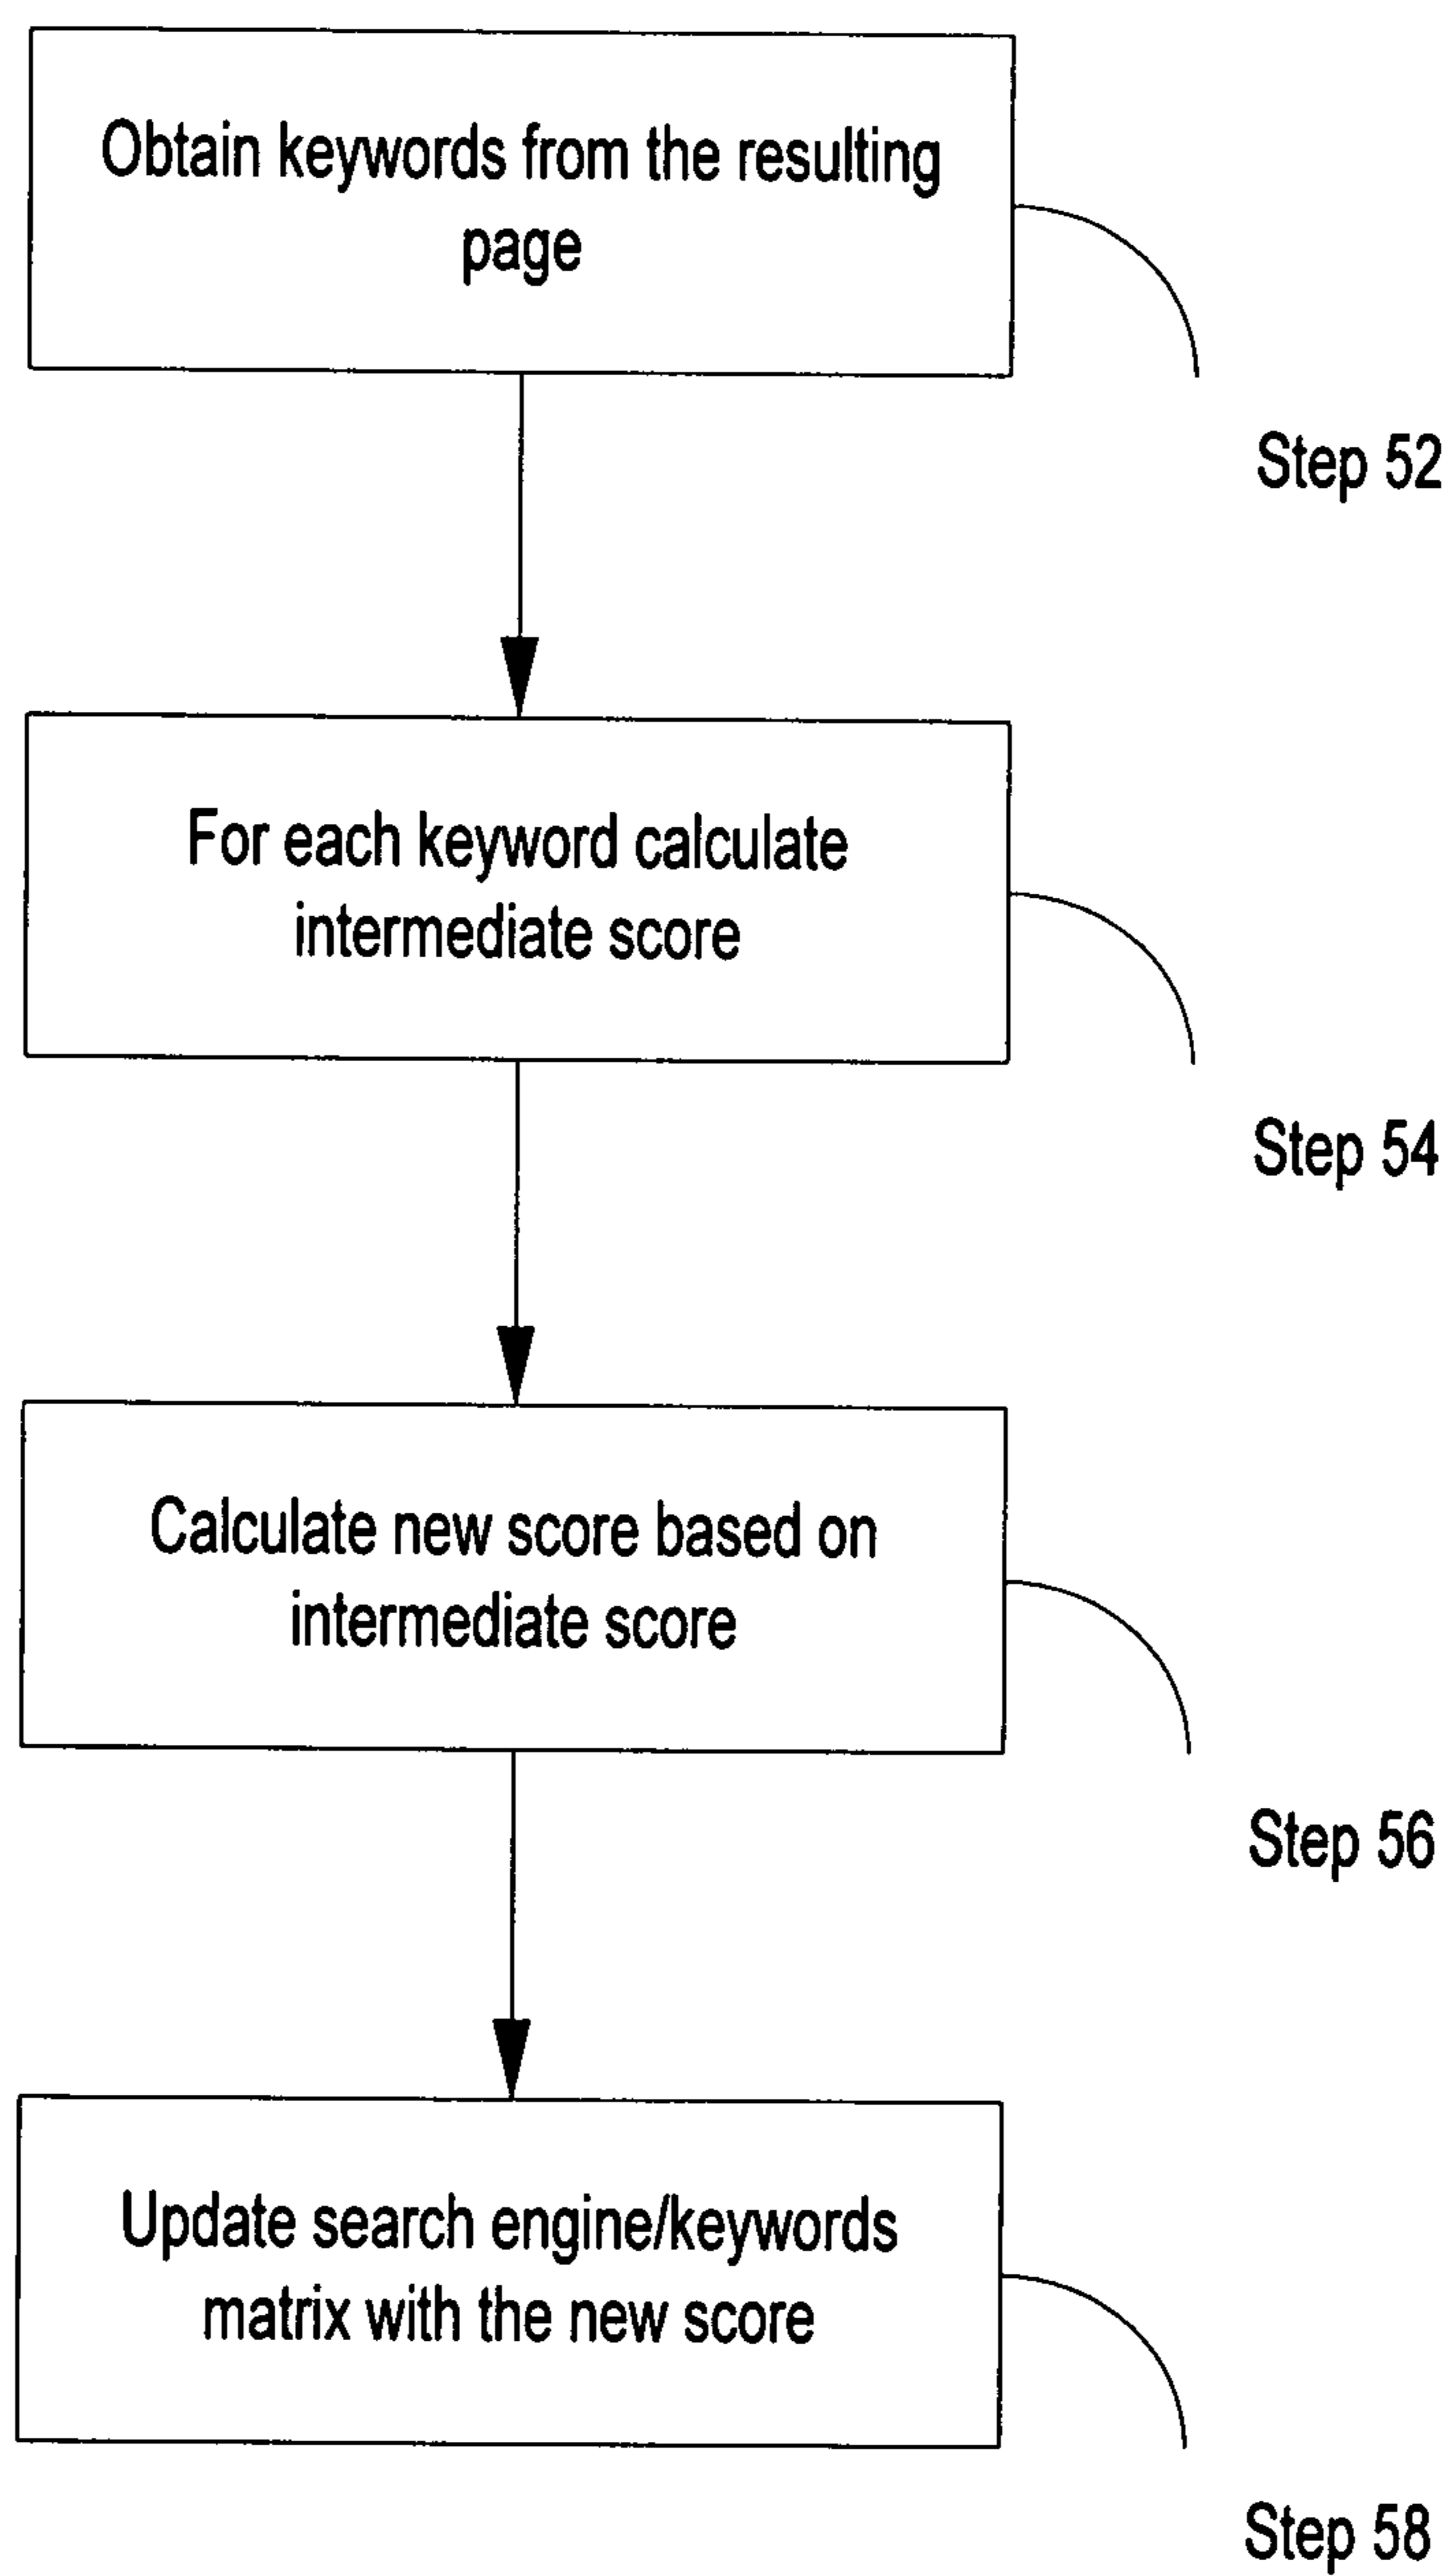 Obtain keywords from the resulting
page
Step 52
For each keyword calculate
intermediate score
Step 54
Calculate new score based on
intermediate score
Step 56
Update search engine/keywords
matrix with the new score
Step 58